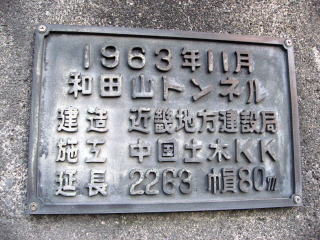 1963年11月
和田山トンネル
建造 近畿地方建設局
施工 中国土木KK
延長 2263 巾員80m